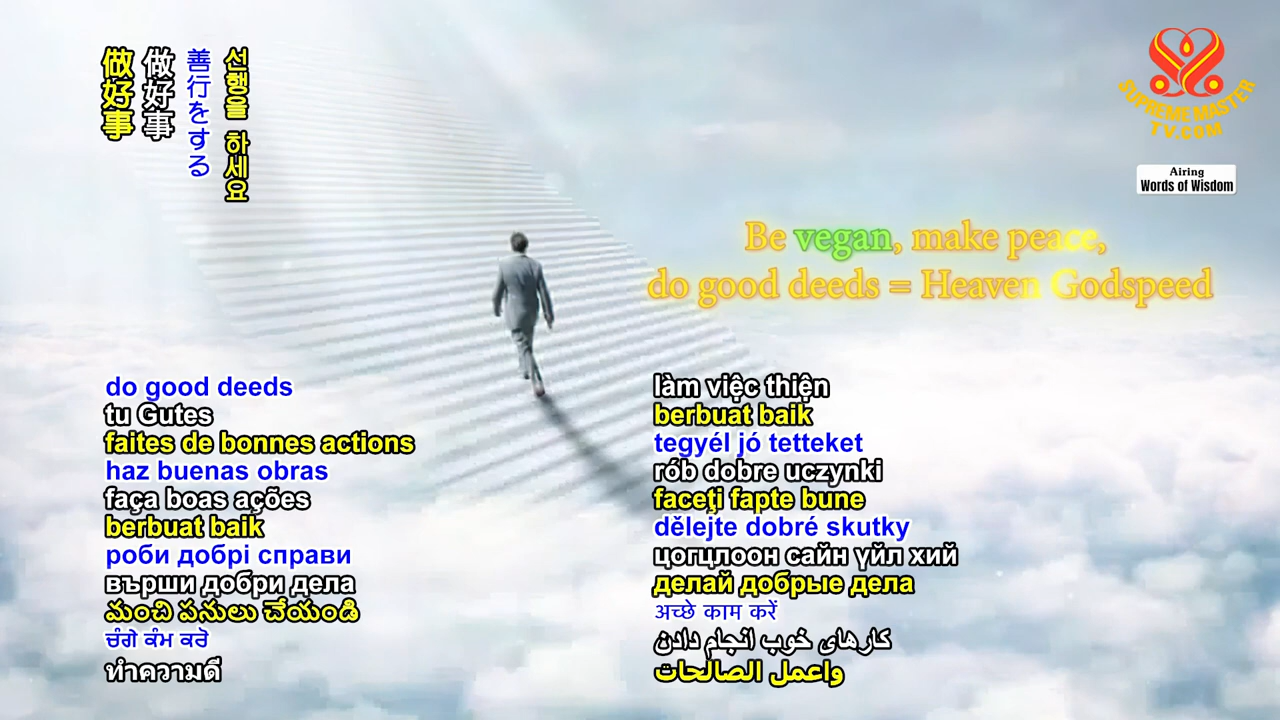 做好事
做好事
善行をする
선행을 하세요
SUPREME MASTER
TV.COM
Airing
Words of Wisdom
Be vegan, make peace,
do good deeds = Heaven Godspeed
do good deeds
tu Gutes
faites de bonnes actions
haz buenas obras
faça boas ações
berbuat baik
роби добрі справи
върши добри дела
మంచి పనులు చేయండి
ਚੰਗੇ ਕੰਮ ਕਰੋ
ทำความดี
làm việc thiện
berbuat baik
tegyél jó tetteket
rób dobre uczynki
faceţi fapte bune
dělejte dobré skutky
цогцлоон сайн үйл хий
делай добрые дела
अच्छे काम करें
کارهای خوب انجام دادن
واعمل الصالحات